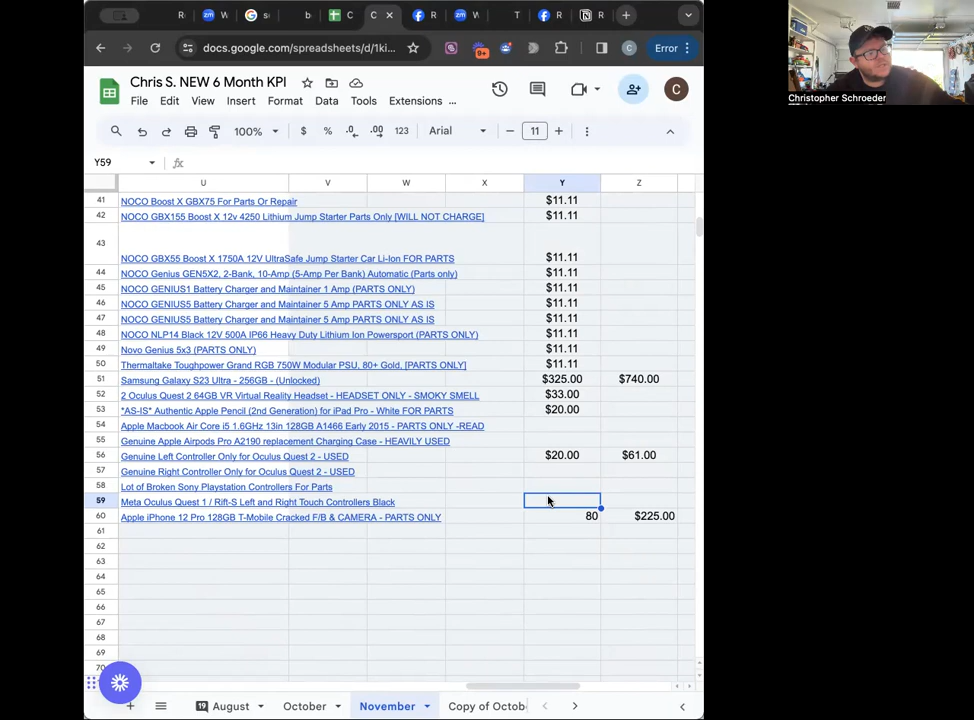 R
W
G
s
b
C
C
R
W
T
R
R
docs.google.com/spreadsheets/d/1ki...
9+
C
Error
Christopher Schroeder
Chris S. NEW 6 Month KPI
File Edit View Insert Format Data Tools Extensions ...
C
100% $ % .0 .00 123 Arial 11
Y59 fx
U V W X Y Z
41 NOCO Boost X GBX75 For Parts Or Repair $11.11
42 NOCO GBX155 Boost X 12v 4250 Lithium Jump Starter Parts Only [WILL NOT CHARGE] $11.11
43 NOCO GBX55 Boost X 1750A 12V UltraSafe Jump Starter Car Li-Ion FOR PARTS $11.11
44 NOCO Genius GEN5X2, 2-Bank, 10-Amp (5-Amp Per Bank) Automatic (Parts only) $11.11
45 NOCO GENIUS1 Battery Charger and Maintainer 1 Amp (PARTS ONLY) $11.11
46 NOCO GENIUS5 Battery Charger and Maintainer 5 Amp PARTS ONLY AS IS $11.11
47 NOCO GENIUS5 Battery Charger and Maintainer 5 Amp PARTS ONLY AS IS $11.11
48 NOCO NLP14 Black 12V 500A IP66 Heavy Duty Lithium Ion Powersport (PARTS ONLY) $11.11
49 Novo Genius 5x3 (PARTS ONLY) $11.11
50 Thermaltake Toughpower Grand RGB 750W Modular PSU, 80+ Gold, [PARTS ONLY] $11.11
51 Samsung Galaxy S23 Ultra - 256GB - (Unlocked) $325.00 $740.00
52 2 Oculus Quest 2 64GB VR Virtual Reality Headset - HEADSET ONLY - SMOKY SMELL $33.00
53 *AS-IS* Authentic Apple Pencil (2nd Generation) for iPad Pro - White FOR PARTS $20.00
54 Apple Macbook Air Core i5 1.6GHz 13in 128GB A1466 Early 2015 - PARTS ONLY -READ
55 Genuine Apple Airpods Pro A2190 replacement Charging Case - HEAVILY USED
56 Genuine Left Controller Only for Oculus Quest 2 - USED $20.00 $61.00
57 Genuine Right Controller Only for Oculus Quest 2 - USED
58 Lot of Broken Sony Playstation Controllers For Parts
59 Meta Oculus Quest 1 / Rift-S Left and Right Touch Controllers Black
60 Apple iPhone 12 Pro 128GB T-Mobile Cracked F/B & CAMERA - PARTS ONLY 80 $225.00
61
62
63
64
65
66
67
68
69
70
19 August October November Copy of Octob